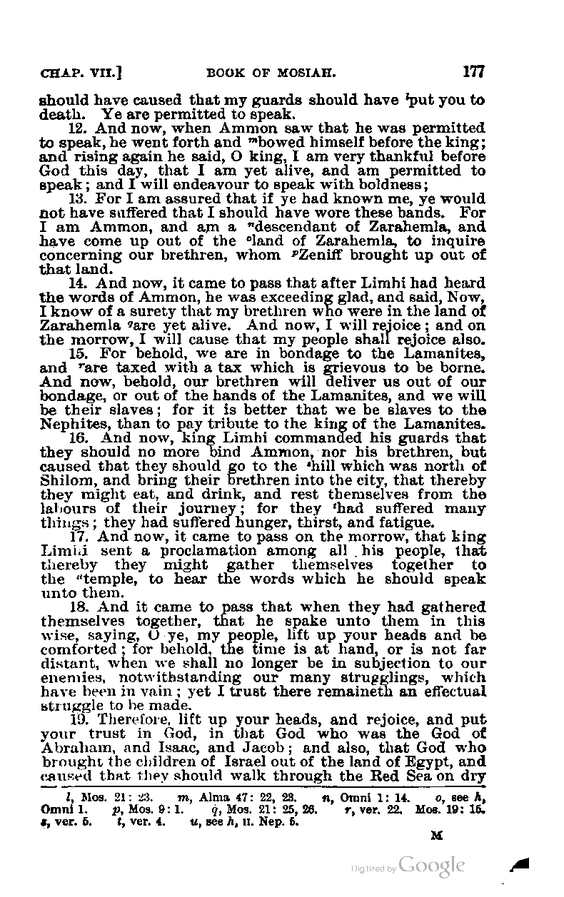 CHAP. VII.] BOOK OF MOSIAH. 177
should have caused that my guards should have ˡput you to
death. Ye are permitted to speak.
12. And now, when Ammon saw that he was permitted
to speak, he went forth and ᵐbowed himself before the king;
and rising again he said, O king, I am very thankful before
God this day, that I am yet alive, and am permitted to
speak; and I will endeavour to speak with boldness;
13. For I am assured that if ye had known me, ye would
not have suffered that I should have wore these bands. For
I am Ammon, and am a ⁿdescendant of Zarahemla, and
have come up out of the ᵒland of Zarahemla, to inquire
concerning our brethren, whom ᵖZeniff brought up out of
that land.
14. And now, it came to pass that after Limhi had heard
the words of Ammon, he was exceeding glad, and said, Now,
I know of a surety that my brethren who were in the land of
Zarahemla qare yet alive. And now, I will rejoice; and on
the morrow, I will cause that my people shall rejoice also.
15. For behold, we are in bondage to the Lamanites,
and ʳare taxed with a tax which is grievous to be borne.
And now, behold, our brethren will deliver us out of our
bondage, or out of the hands of the Lamanites, and we will
be their slaves; for it is better that we be slaves to the
Nephites, than to pay tribute to the king of the Lamanites.
16. And now, king Limhi commanded his guards that
they should no more bind Ammon, nor his brethren, but
caused that they should go to the ˢhill which was north of
Shilom, and bring their brethren into the city, that thereby
they might eat, and drink, and rest themselves from the
labours of their journey; for they ᵗhad suffered many
things; they had suffered hunger, thirst, and fatigue.
17. And now, it came to pass on the morrow, that king
Limhi sent a proclamation among all his people, that
thereby they might gather themselves together to
the ᵘtemple, to hear the words which he should speak
unto them.
18. And it came to pass that when they had gathered
themselves together, that he spake unto them in this
wise, saying, O ye, my people, lift up your heads and be
comforted; for behold, the time is at hand, or is not far
distant, when we shall no longer be in subjection to our
enemies, notwithstanding our many strugglings, which
have been in vain; yet I trust there remaineth an effectual
struggle to be made.
19. Therefore, lift up your heads, and rejoice, and put
your trust in God, in that God who was the God of
Abraham, and Isaac, and Jacob; and also, that God who
brought the children of Israel out of the land of Egypt, and
caused that they should walk through the Red Sea on dry
l, Mos. 21: 23. m, Alma 47: 22, 23. n, Omni 1: 14. o, see h,
Omni 1. p, Mos. 9: 1. q, Mos. 21: 25, 26. r, ver. 22. Mos. 19: 15.
s, ver. 5. t, ver. 4. u, see h, II. Nep. 5.
M
Digitized by Google